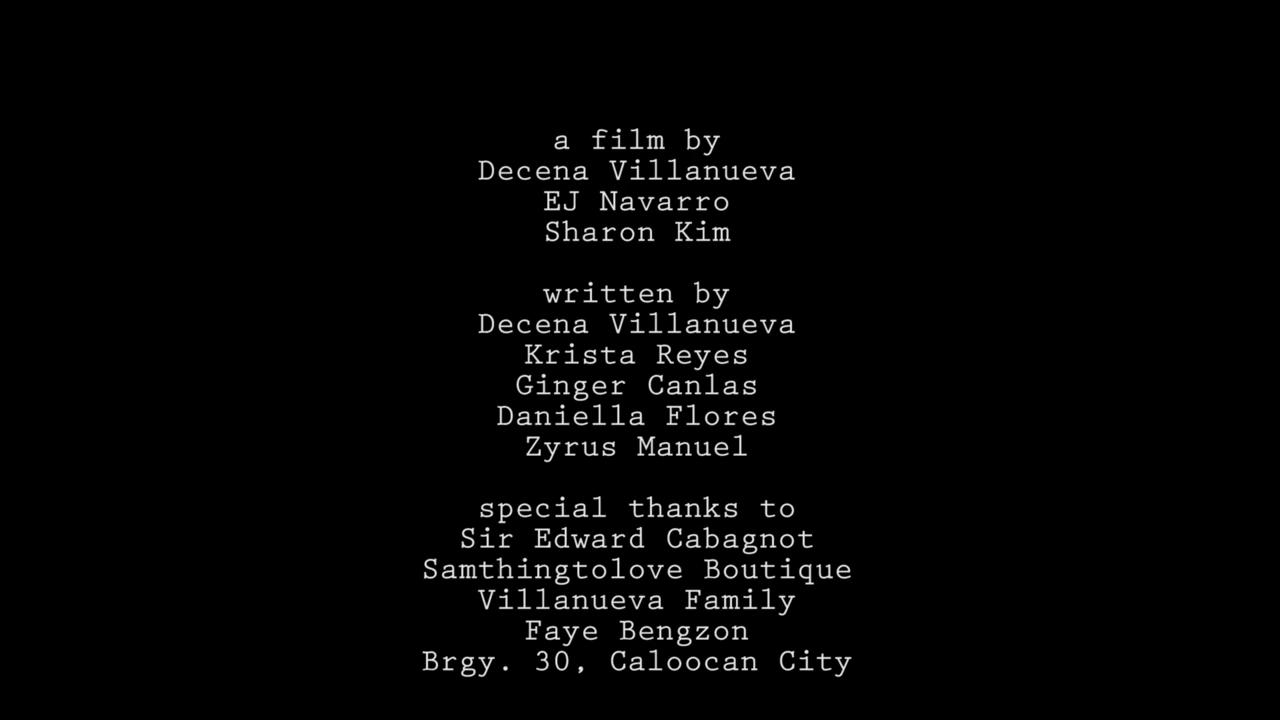 a film by
Decena Villanueva
EJ Navarro
Sharon Kim
written by
Decena Villanueva
Krista Reyes
Ginger Canlas
Daniella Flores
Zyrus Manuel
special thanks to
Sir Edward Cabagnot
Samthingtolove Boutique
Villanueva Family
Faye Bengzon
Brgy. 30, Caloocan City